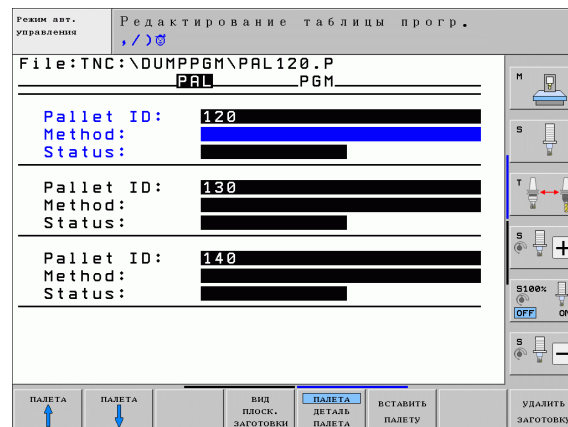 Режим авт.
управления
Редактирование таблицы прогр.
,/)
File:TNC:\DUMPPGM\PAL120.P
PAL PGM
Pallet ID: 120
Method:
Status:
Pallet ID: 130
Method:
Status:
Pallet ID: 140
Method:
Status:
M
S
T
S
+
S100%
OFF ON
S
–
ПАЛЕТА
ПАЛЕТА
ВИД
ПЛОСК.
ЗАГОТОВКИ
ПАЛЕТА
ДЕТАЛЬ
ПАЛЕТА
ВСТАВИТЬ
ПАЛЕТУ
УДАЛИТЬ
ЗАГОТОВКУ